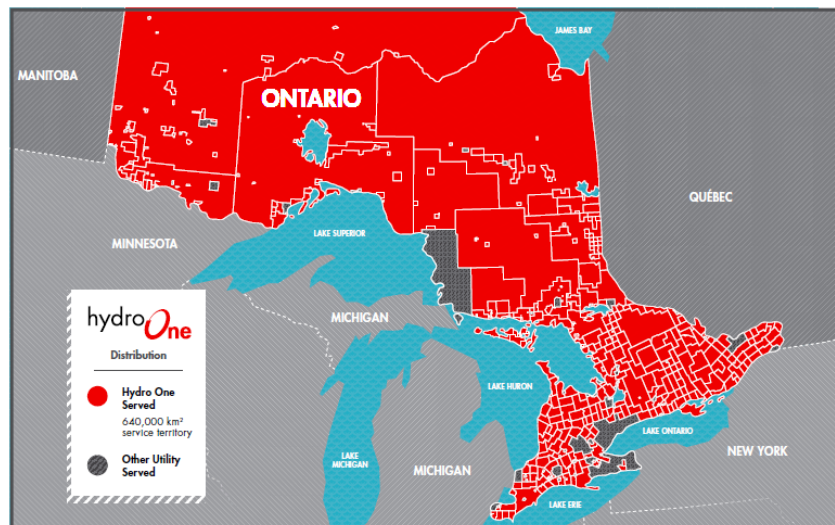 JAMES BAY
MANITOBA
ONTARIO
QUÉBEC
MINNESOTA
LAKE SUPERIOR
MICHIGAN
LAKE HURON
LAKE
MICHIGAN
MICHIGAN
LAKE ONTARIO
NEW YORK
LAKE ERIE
hydroOne
Distribution
Hydro One
Served
640,000 km²
service territory
Other Utility
Served